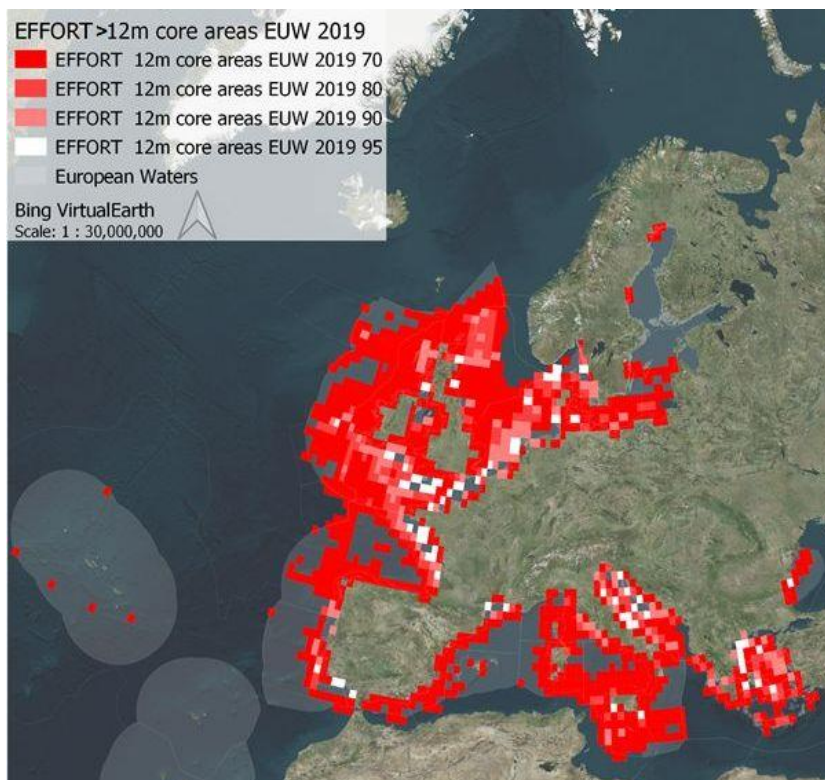 EFFORT >12m core areas EUW 2019
EFFORT 12m core areas EUW 2019 70
EFFORT 12m core areas EUW 2019 80
EFFORT 12m core areas EUW 2019 90
EFFORT 12m core areas EUW 2019 95
European Waters
Bing VirtualEarth
Scale: 1 : 30,000,000